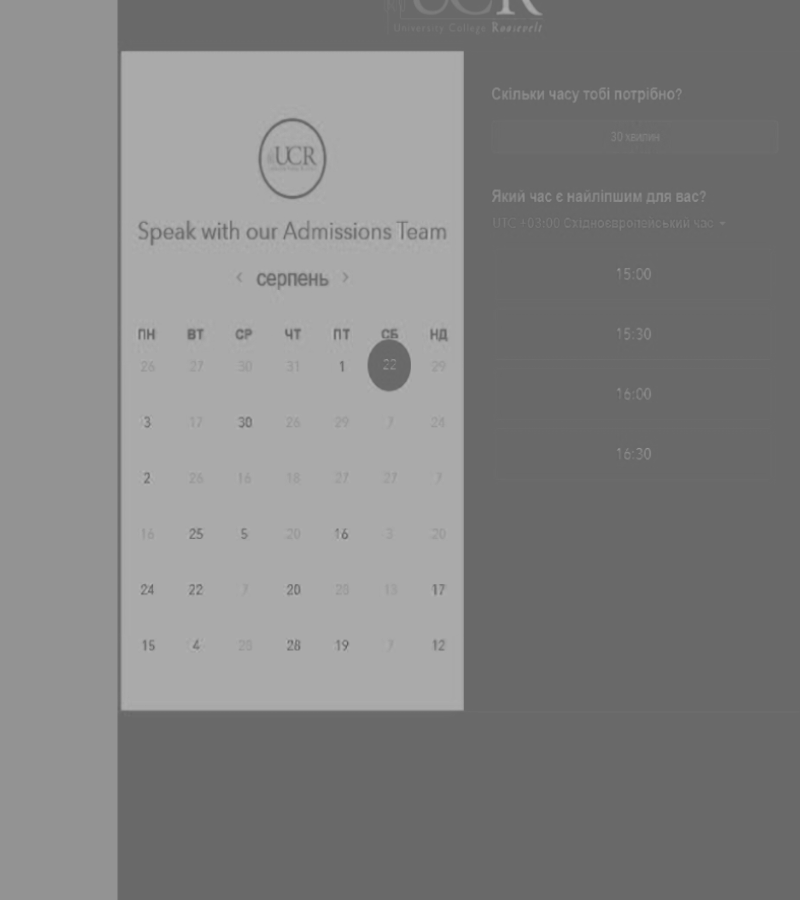 UCR
University College Roosevelt
UCR
Speak with our Admissions Team
< серпень >
ПН ВТ СР ЧТ ПТ СБ НД
26 27 30 31 1 22 29
3 17 30 26 29 7 24
2 26 16 18 27 27 7
16 25 5 20 16 2 20
24 22 7 20 25 13 17
15 4 25 28 19 7 12
Скільки часу тобі потрібно?
30 хвилин
Який час є найліпшим для вас?
UTC +03:00 Східноєвропейський час
15:00
15:30
16:00
16:30